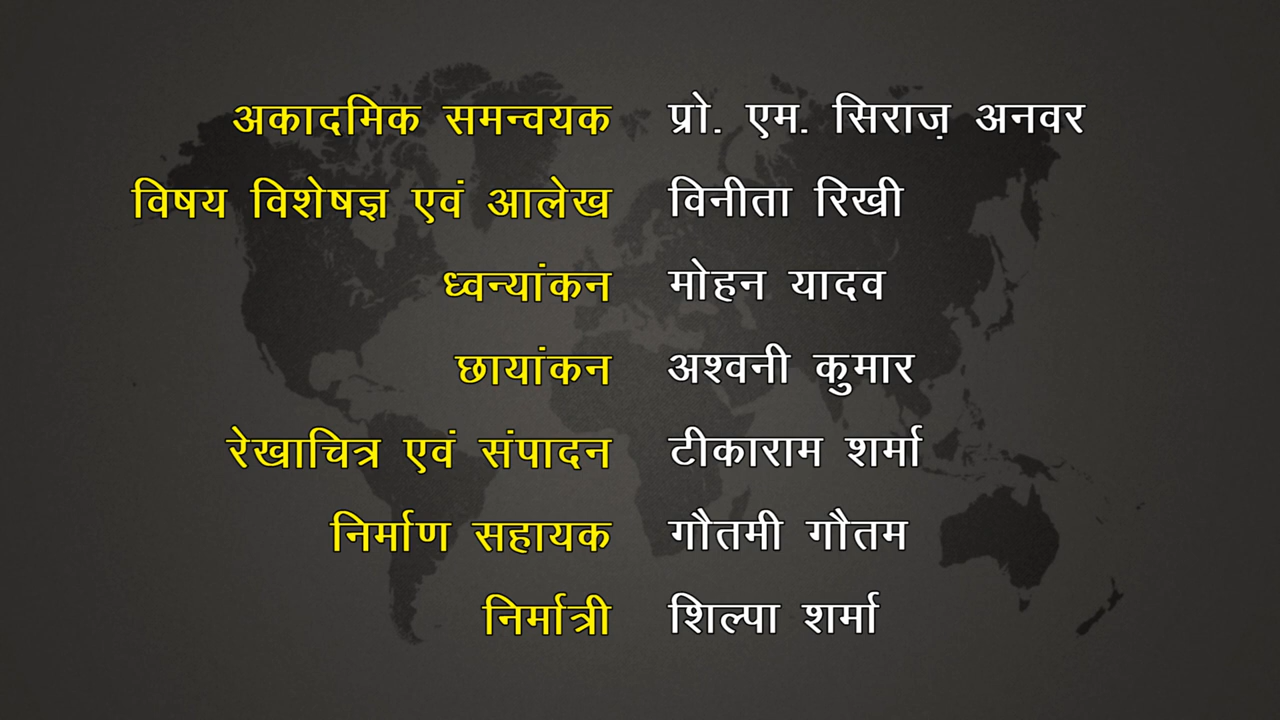 अकादमिक समन्वयक प्रो. एम. सिराज़ अनवर
विषय विशेषज्ञ एवं आलेख विनीता रिखी
ध्वन्यांकन मोहन यादव
छायांकन अश्वनी कुमार
रेखाचित्र एवं संपादन टीकाराम शर्मा
निर्माण सहायक गौतमी गौतम
निर्मात्री शिल्पा शर्मा